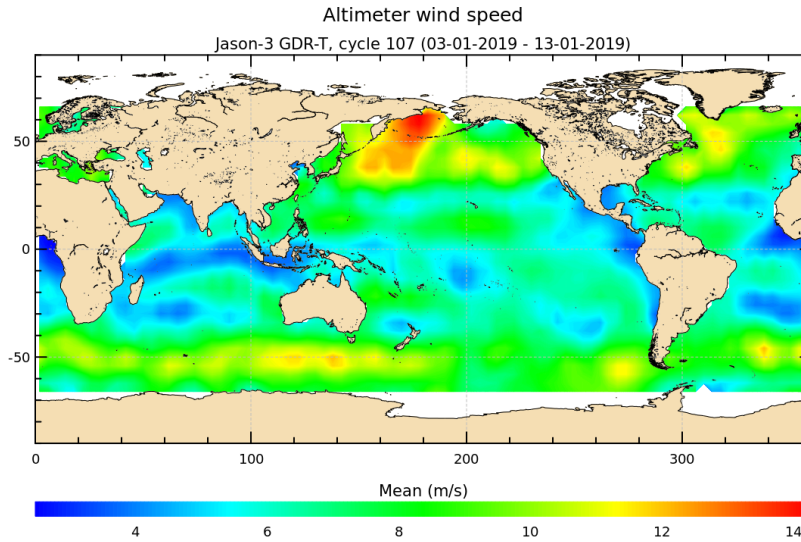 Altimeter wind speed
Jason-3 GDR-T, cycle 107 (03-01-2019 - 13-01-2019)
50
0
-50
0 100 200 300
Mean (m/s)
4 6 8 10 12 14